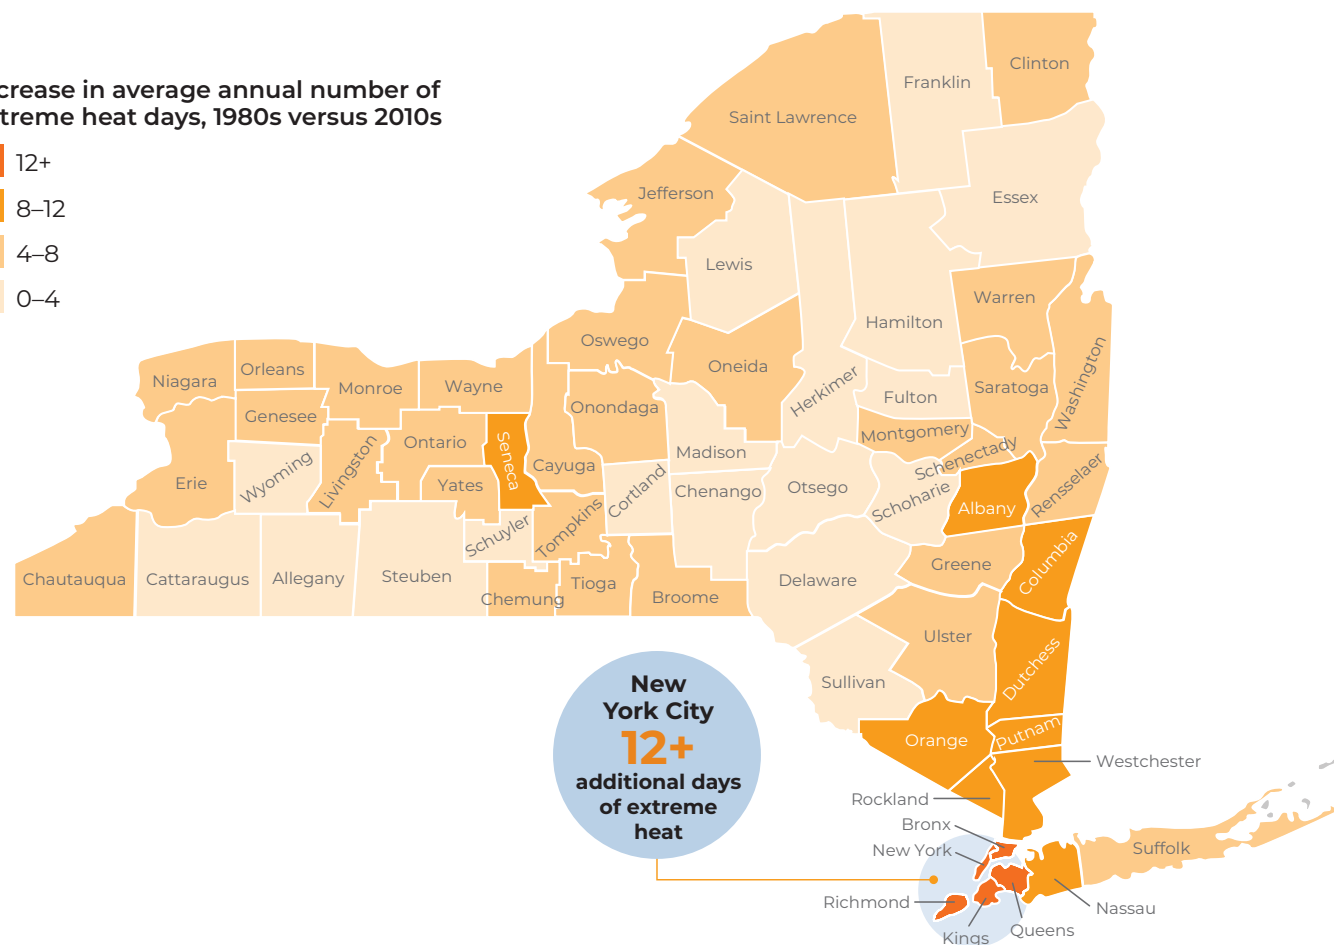 crease in average annual number of
treme heat days, 1980s versus 2010s
12+
8–12
4–8
0–4
Clinton
Franklin
Saint Lawrence
Jefferson
Essex
Lewis
Warren
Hamilton
Oswego
Oneida
Herkimer
Washington
Saratoga
Fulton
Niagara
Orleans
Monroe
Wayne
Genesee
Onondaga
Montgomery
Schenectady
Ontario
Seneca
Cayuga
Madison
Erie
Wyoming
Livingston
Yates
Cortland
Chenango
Otsego
Schoharie
Albany
Rensselaer
Schuyler
Tompkins
Chautauqua
Cattaraugus
Allegany
Steuben
Chemung
Tioga
Broome
Delaware
Greene
Columbia
Ulster
Dutchess
Sullivan
Orange
Putnam
New
York City
12+
additional days
of extreme
heat
Westchester
Rockland
Bronx
New York
Suffolk
Richmond
Nassau
Queens
Kings